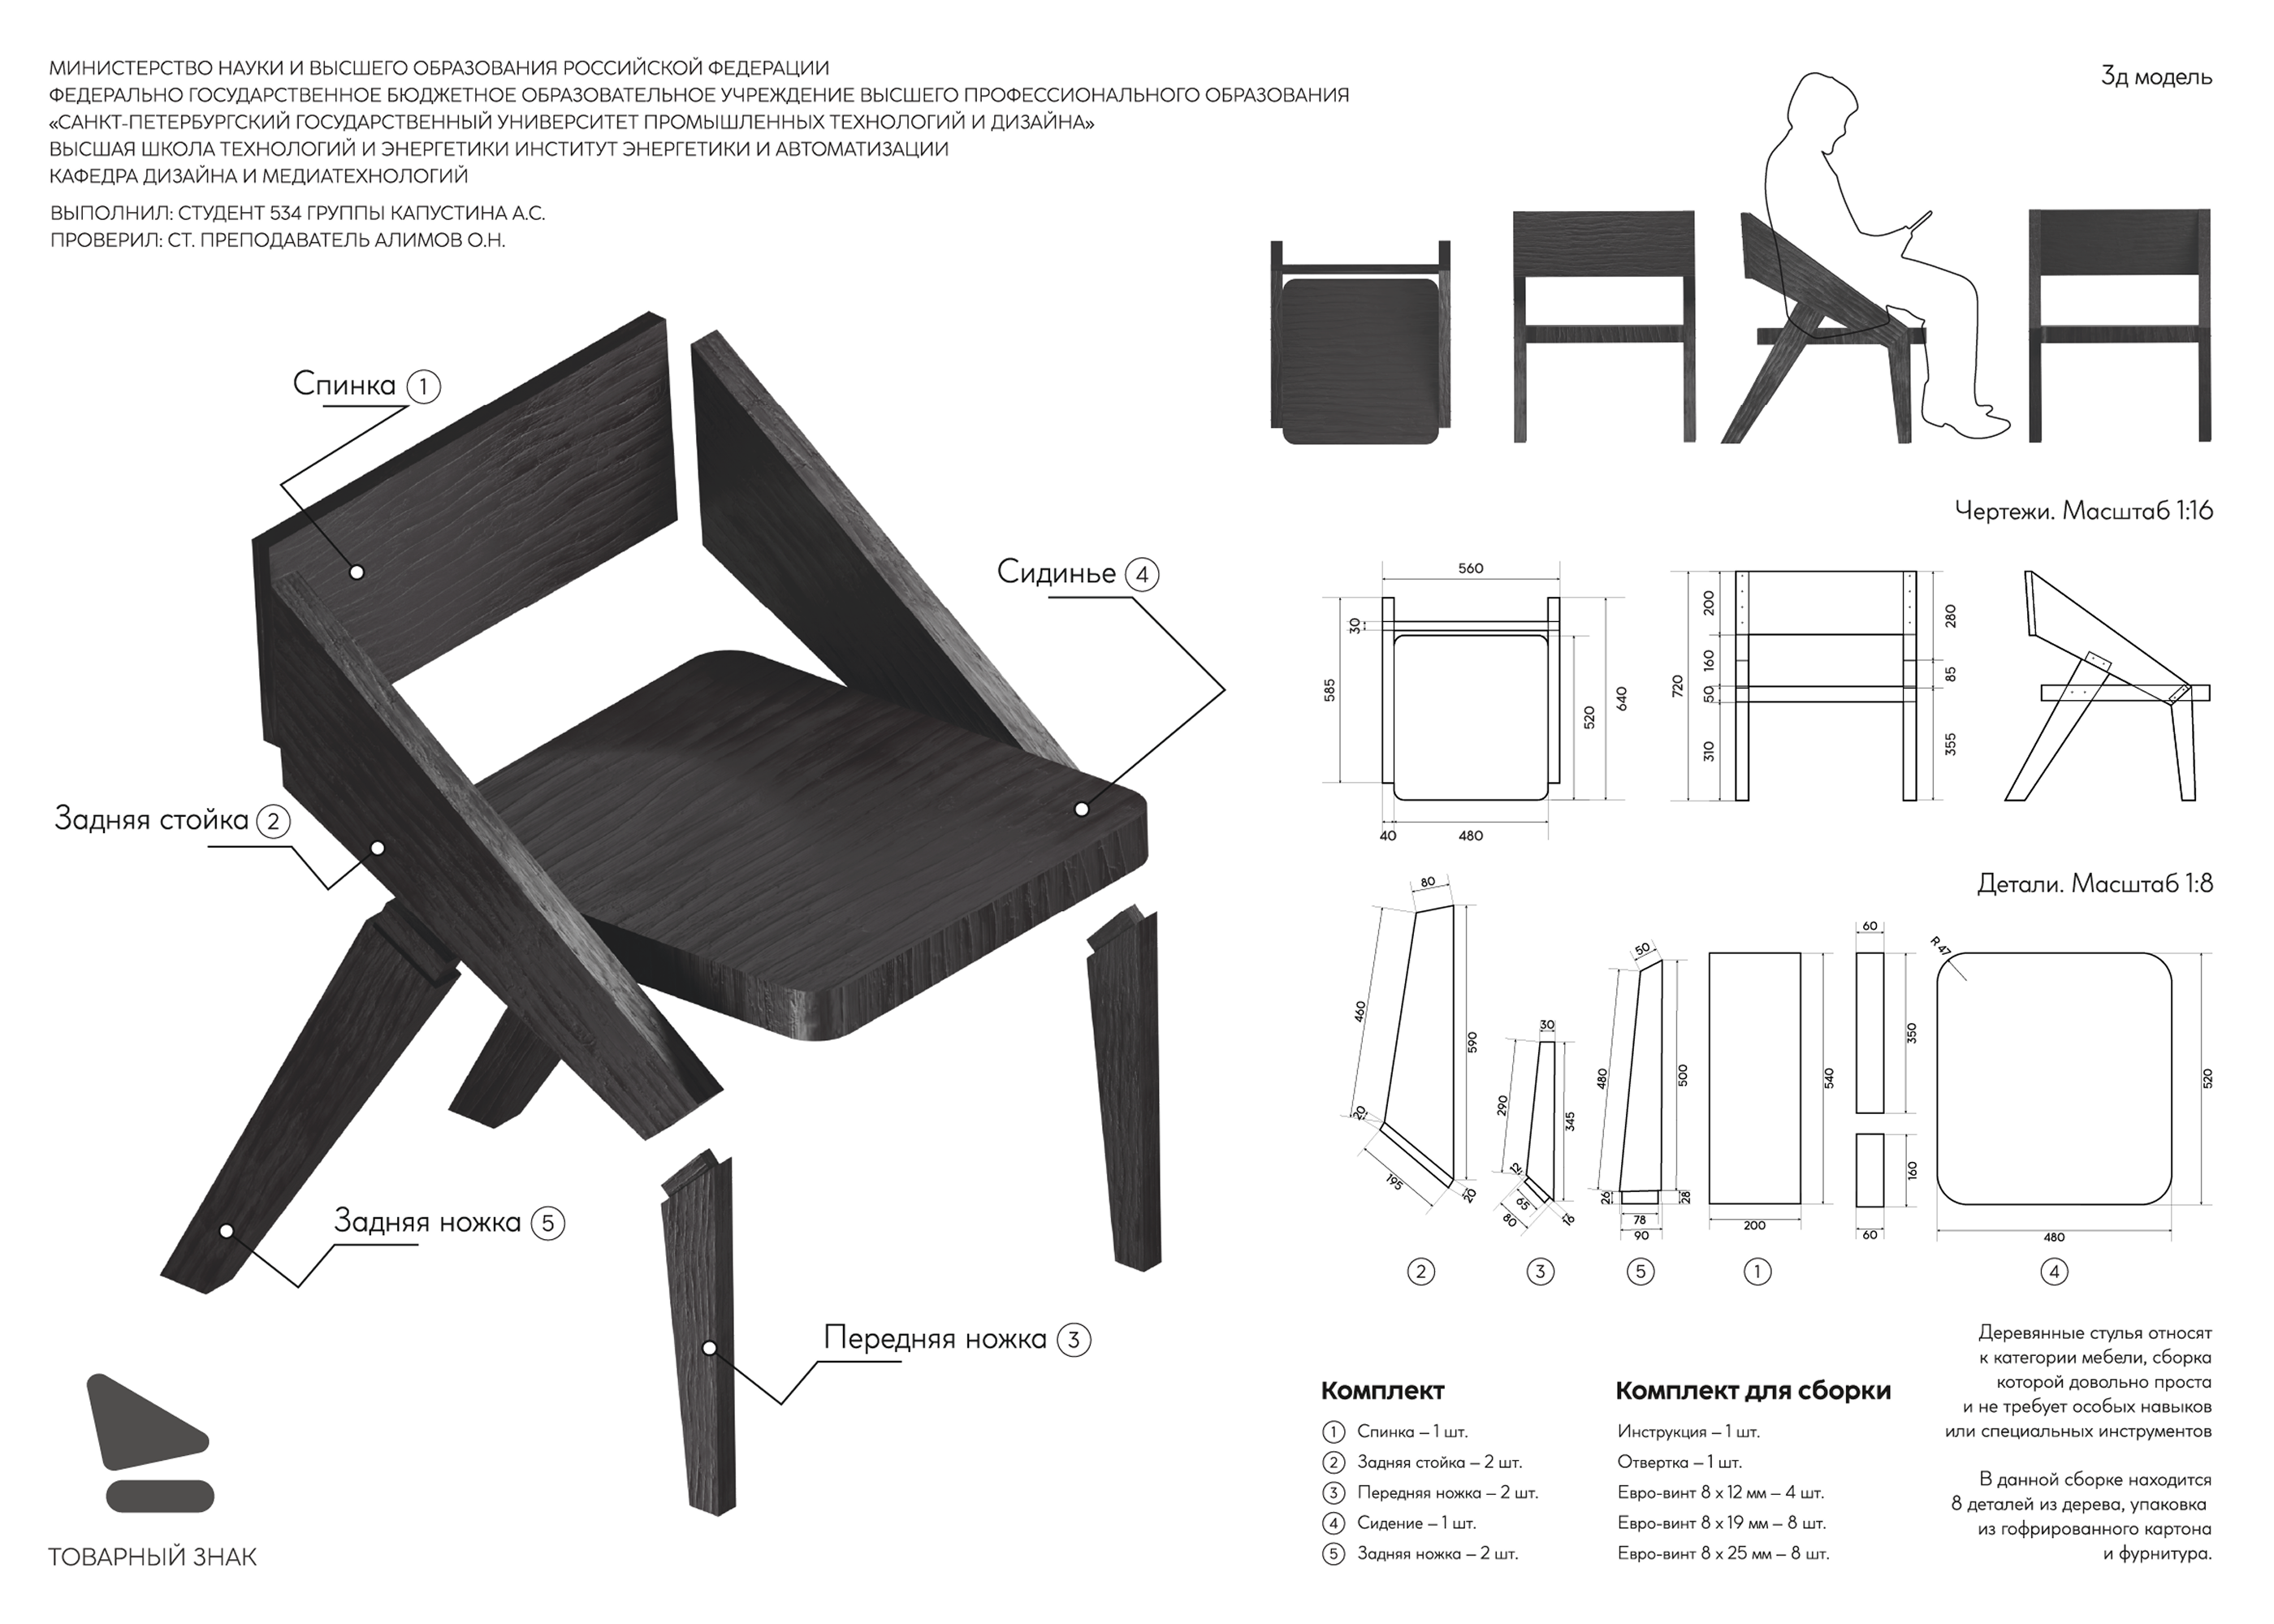 МИНИСТЕРСТВО НАУКИ И ВЫСШЕГО ОБРАЗОВАНИЯ РОССИЙСКОЙ ФЕДЕРАЦИИ
ФЕДЕРАЛЬНО ГОСУДАРСТВЕННОЕ БЮДЖЕТНОЕ ОБРАЗОВАТЕЛЬНОЕ УЧРЕЖДЕНИЕ ВЫСШЕГО ПРОФЕССИОНАЛЬНОГО ОБРАЗОВАНИЯ
«САНКТ-ПЕТЕРБУРГСКИЙ ГОСУДАРСТВЕННЫЙ УНИВЕРСИТЕТ ПРОМЫШЛЕННЫХ ТЕХНОЛОГИЙ И ДИЗАЙНА»
ВЫСШАЯ ШКОЛА ТЕХНОЛОГИЙ И ЭНЕРГЕТИКИ ИНСТИТУТ ЭНЕРГЕТИКИ И АВТОМАТИЗАЦИИ
КАФЕДРА ДИЗАЙНА И МЕДИАТЕХНОЛОГИЙ
ВЫПОЛНИЛ: СТУДЕНТ 534 ГРУППЫ КАПУСТИНА А.С.
ПРОВЕРИЛ: СТ. ПРЕПОДАВАТЕЛЬ АЛИМОВ О.Н.
Спинка 1
Сидинье 4
Задняя стойка 2
Задняя ножка 5
Передняя ножка 3
ТОВАРНЫЙ ЗНАК
3д модель
Чертежи. Масштаб 1:16
560
30
585
520
640
40
480
720
200
160
50
310
280
85
355
Детали. Масштаб 1:8
80
460
590
20
195
20
30
290
345
12
65
80
16
50
480
500
26
28
78
90
540
200
60
350
160
60
R 47
520
480
2
3
5
1
4
Комплект
1 Спинка – 1 шт.
2 Задняя стойка – 2 шт.
3 Передняя ножка – 2 шт.
4 Сидение – 1 шт.
5 Задняя ножка – 2 шт.
Комплект для сборки
Инструкция – 1 шт.
Отвертка – 1 шт.
Евро-винт 8 х 12 мм – 4 шт.
Евро-винт 8 х 19 мм – 8 шт.
Евро-винт 8 х 25 мм – 8 шт.
Деревянные стулья относят
к категории мебели, сборка
которой довольно проста
и не требует особых навыков
или специальных инструментов
В данной сборке находится
8 деталей из дерева, упаковка
из гофрированного картона
и фурнитура.